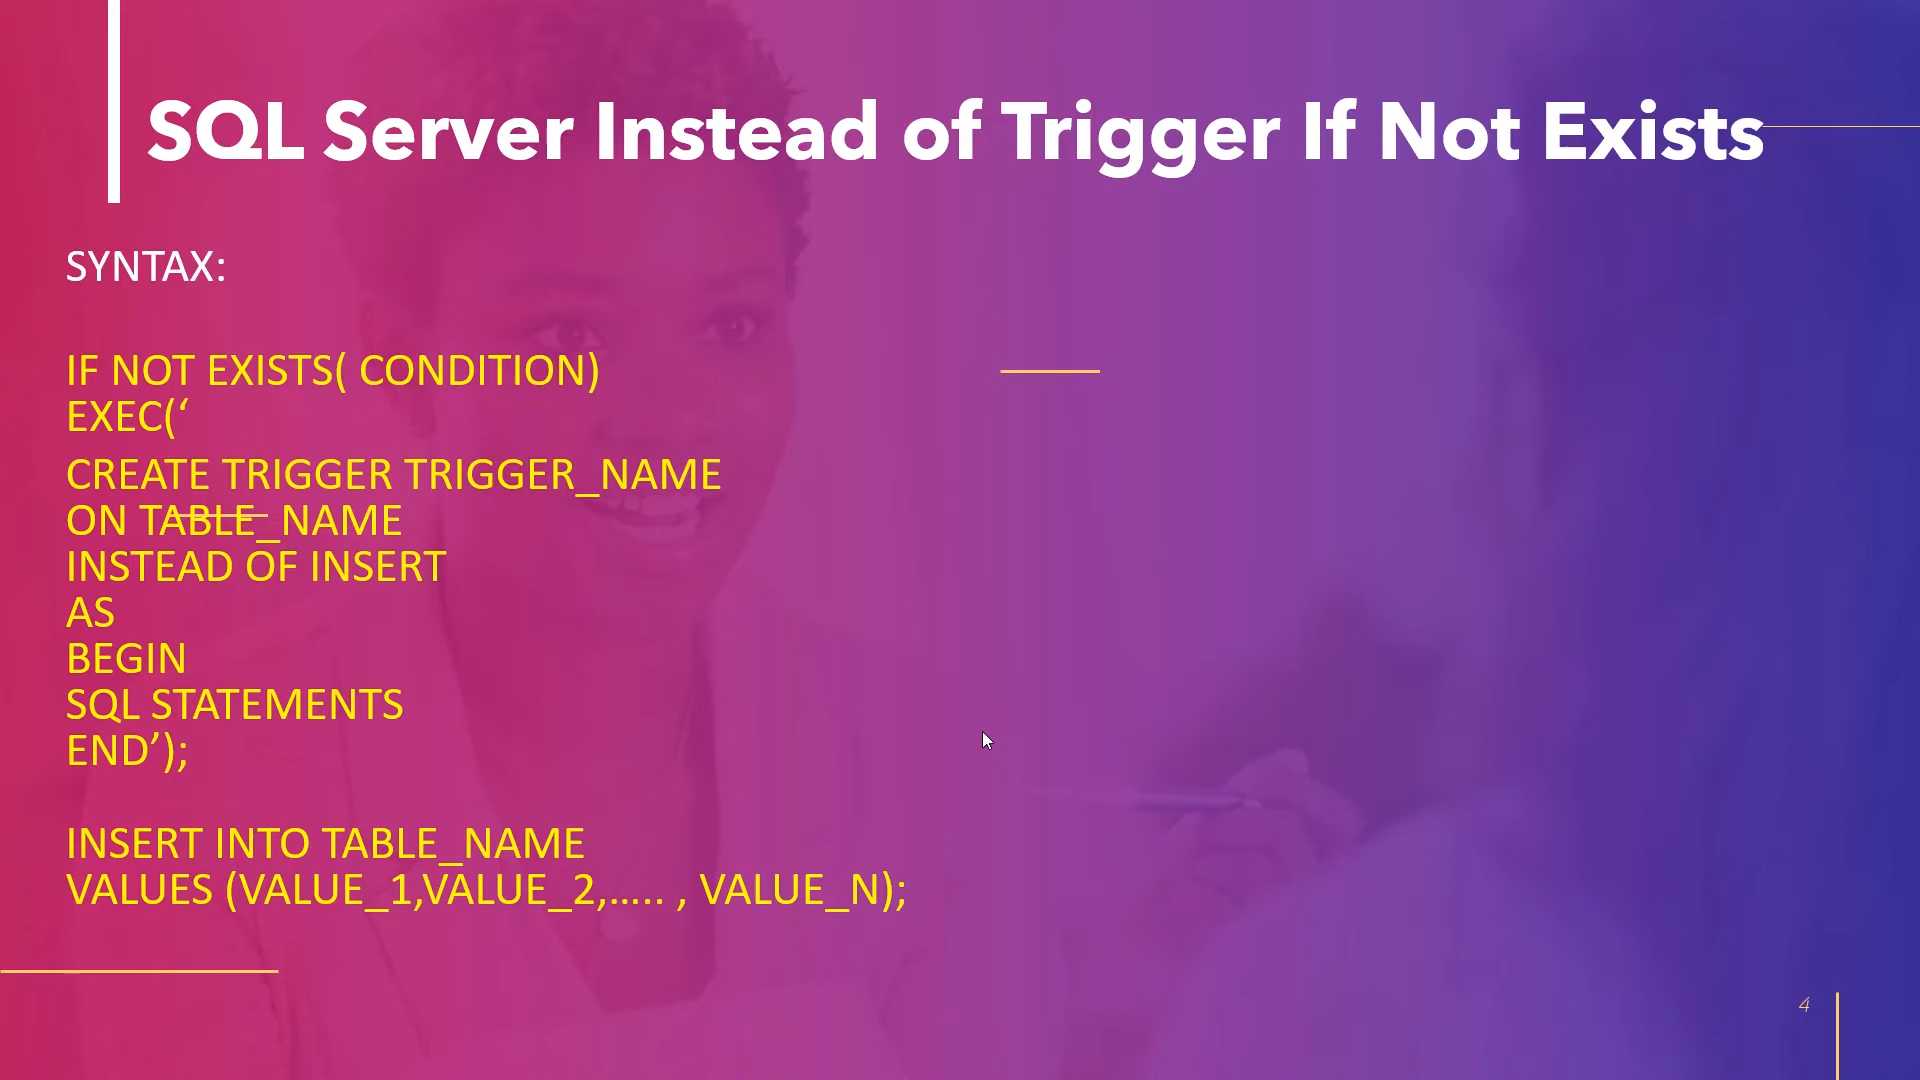 SQL Server Instead of Trigger If Not Exists
SYNTAX:
IF NOT EXISTS( CONDITION)
EXEC(‘
CREATE TRIGGER TRIGGER_NAME
ON TABLE_NAME
INSTEAD OF INSERT
AS
BEGIN
SQL STATEMENTS
END’);
INSERT INTO TABLE_NAME
VALUES (VALUE_1,VALUE_2,..... , VALUE_N);
4